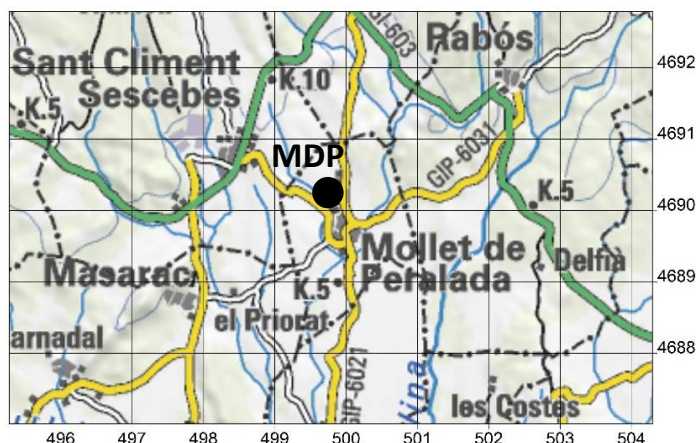 GI-603
Rabós
4692
Sant Climent
Sescebes
K.10
K.5
4691
MDP
GIP-6031
K.5
4690
Mollet de
Peralada
Delfià
Masarac
4689
K.5
el Priorat
arnadal
4688
GIP-6021
ina
les Costes
496 497 498 499 500 501 502 503 504